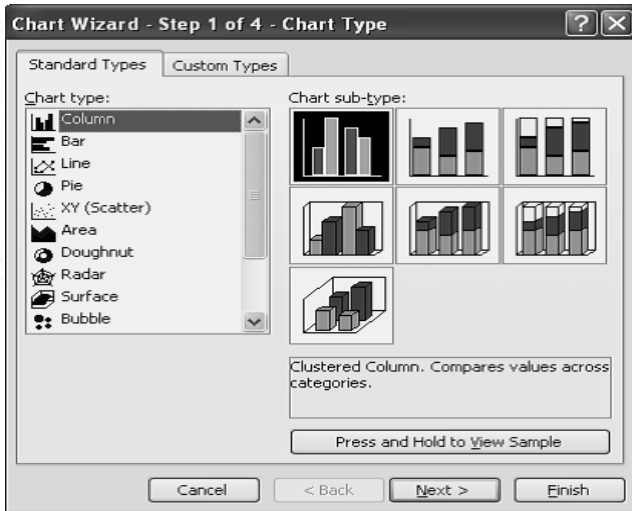 Chart Wizard - Step 1 of 4 - Chart Type
Standard Types
Custom Types
Chart type:
Column
Bar
Line
Pie
XY (Scatter)
Area
Doughnut
Radar
Surface
Bubble
Chart sub-type:
Clustered Column. Compares values across
categories.
Press and Hold to View Sample
Cancel
< Back
Next >
Finish